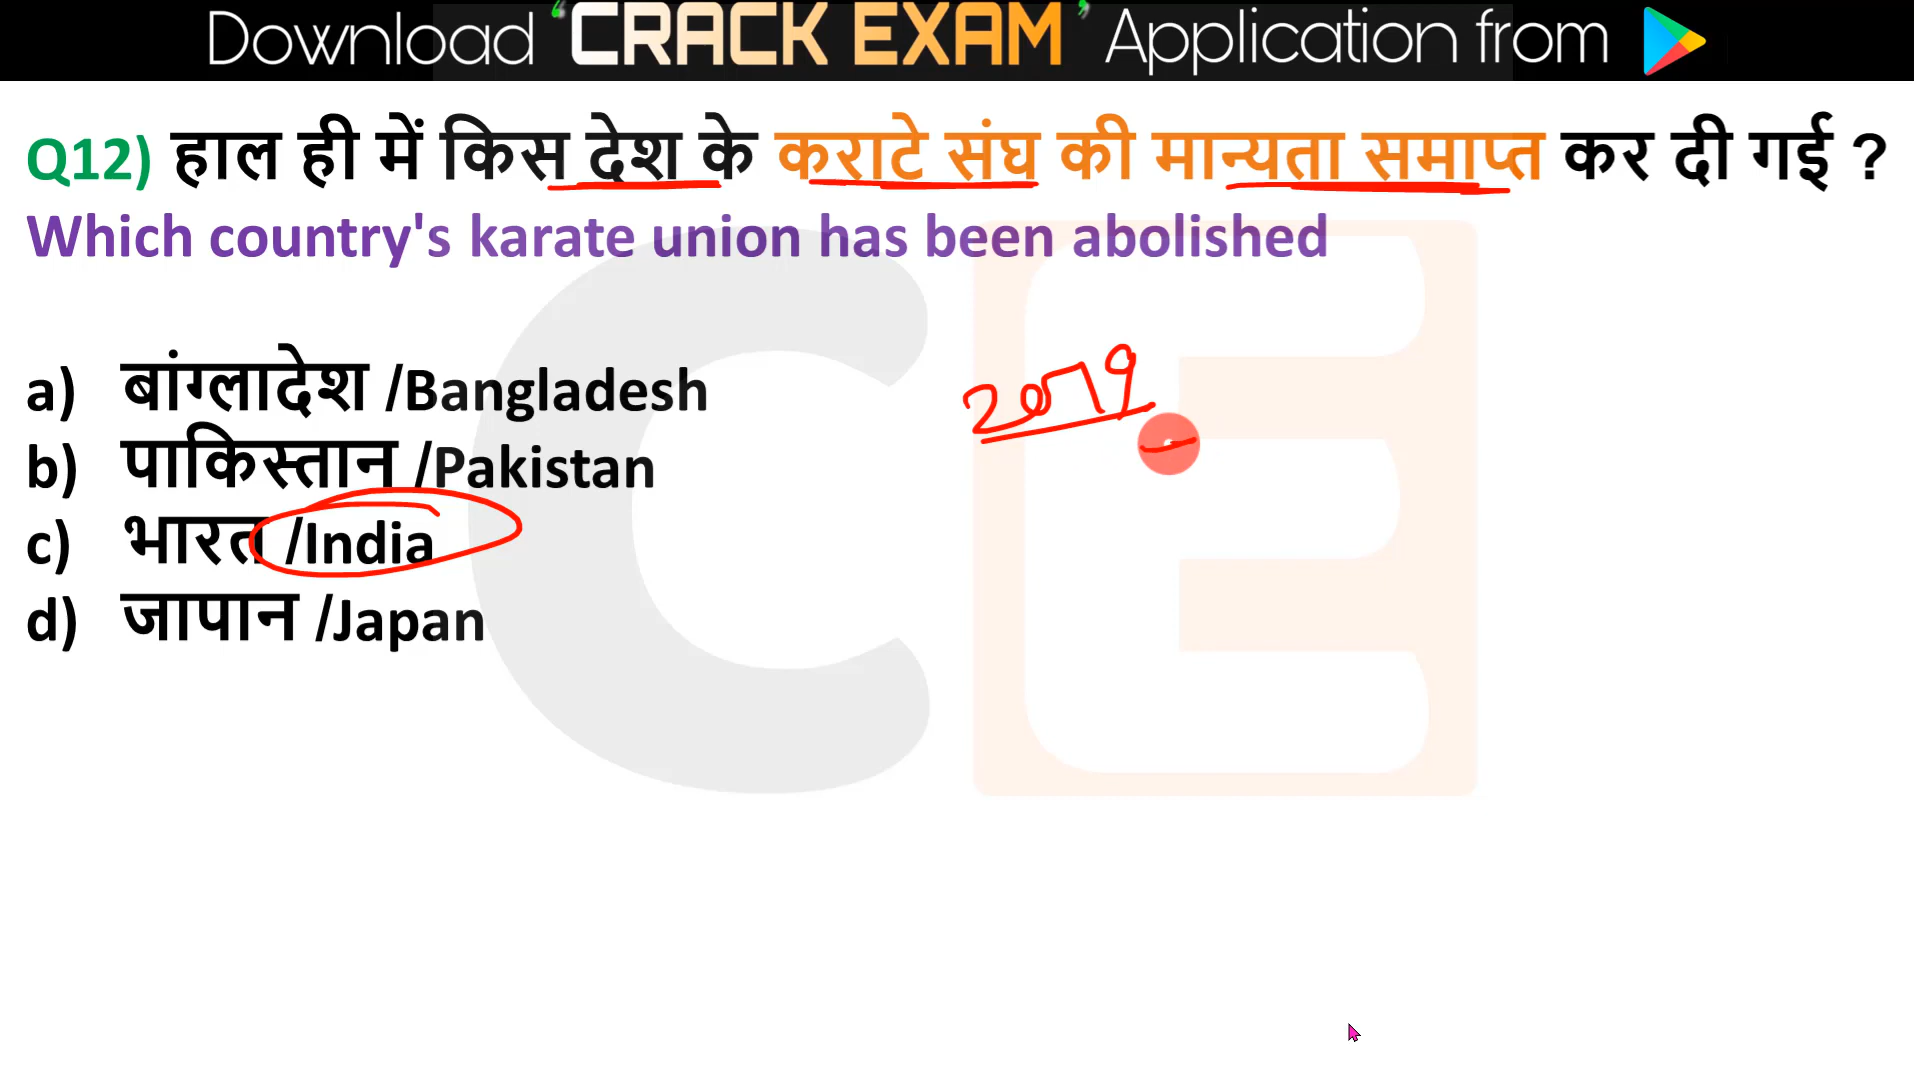 Download ‘CRACK EXAM’ Application from
Q12) हाल ही में किस देश के कराटे संघ की मान्यता समाप्त कर दी गई ?
Which country's karate union has been abolished
a) बांग्लादेश /Bangladesh
2019
b) पाकिस्तान /Pakistan
c) भारत /India
d) जापान /Japan
CE